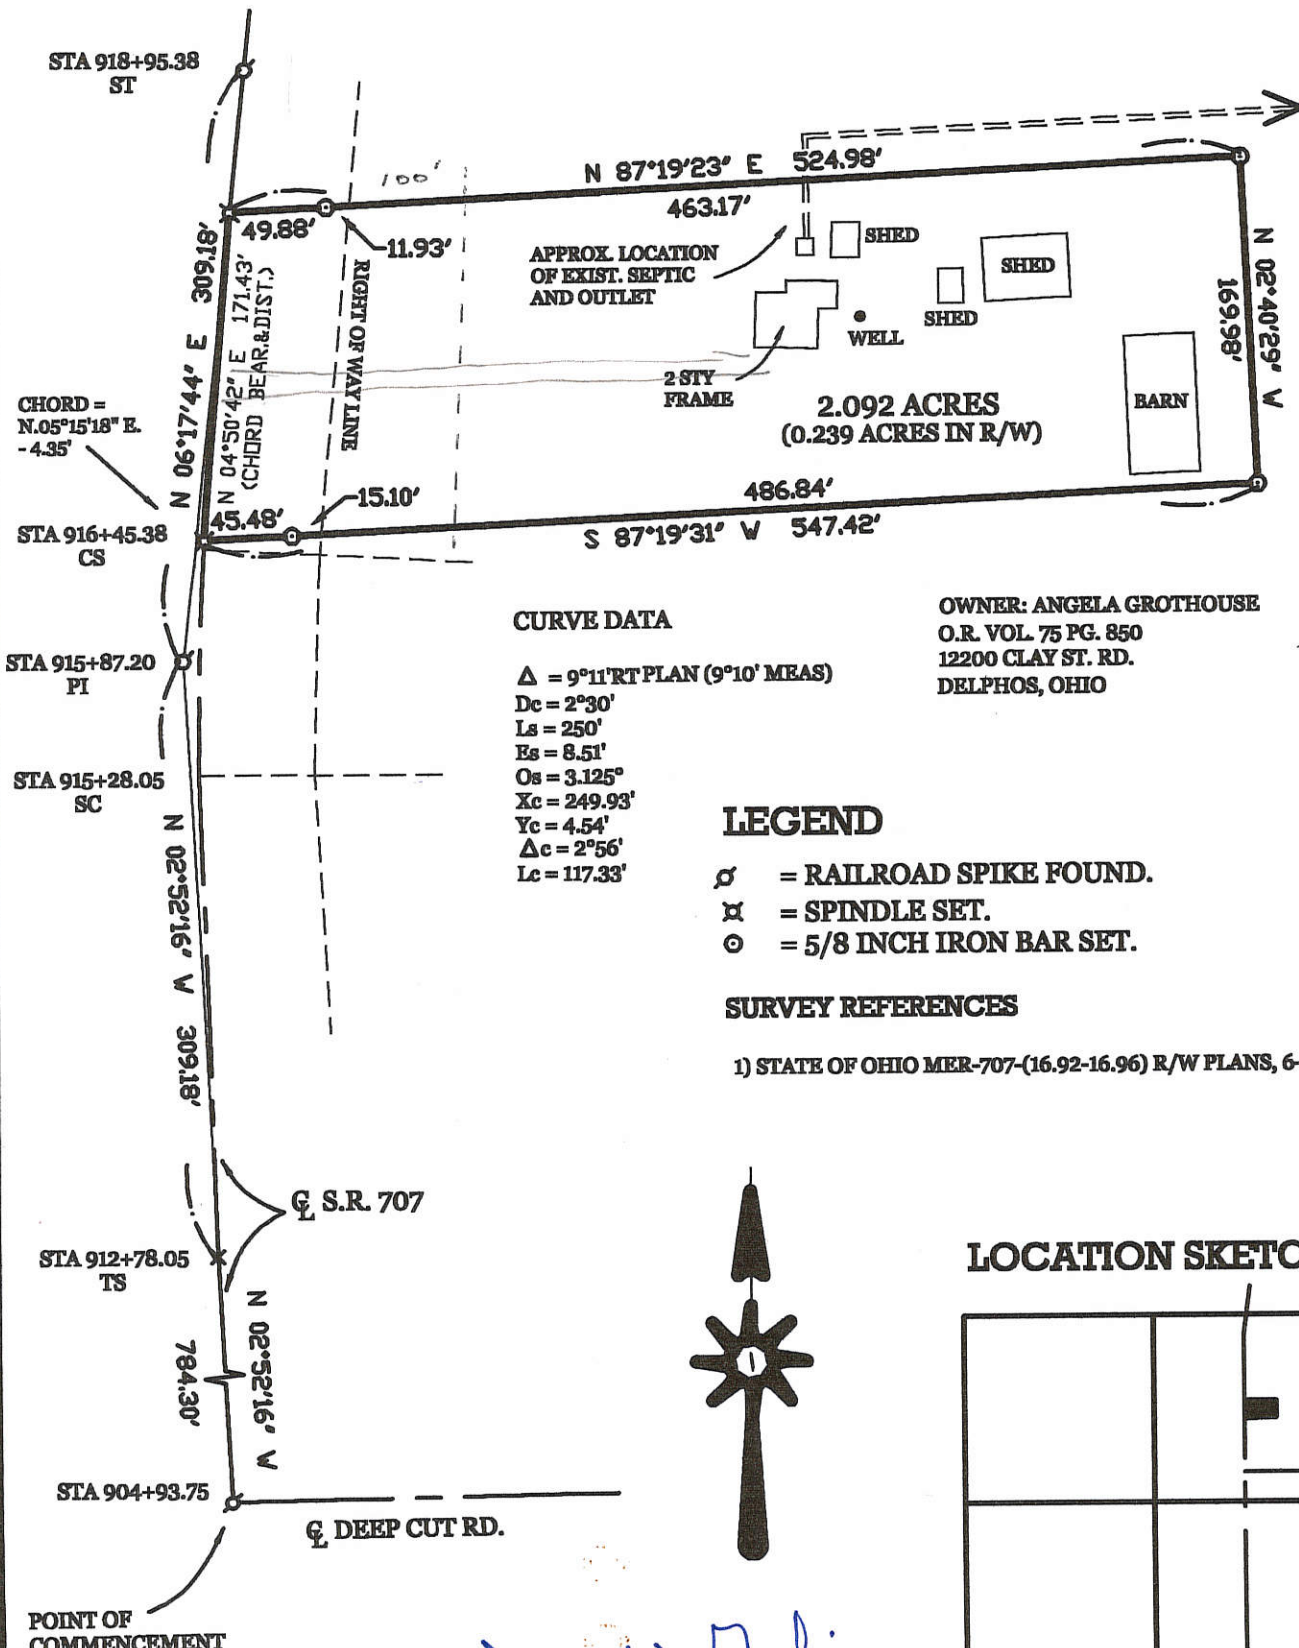 STA 918+95.38
ST
100'
N 87°19'23" E 524.98'
463.17'
49.88'
11.93'
RIGHT OF WAY LINE
APPROX. LOCATION
OF EXIST. SEPTIC
AND OUTLET
SHED
SHED
SHED
WELL
2 STY
FRAME
BARN
N 02°40'29" W
169.98'
2.092 ACRES
(0.239 ACRES IN R/W)
N 06°17'44" E 309.18'
N 04°50'42" E 171.43'
(CHORD BEAR.&DIST.)
CHORD =
N.05°15'18" E.
- 4.35'
STA 916+45.38
CS
45.48'
15.10'
486.84'
S 87°19'31" W 547.42'
STA 915+87.20
PI
STA 915+28.05
SC
N 02°52'16" W 309.18'
CURVE DATA
Δ = 9°11'RT PLAN (9°10' MEAS)
Dc = 2°30'
Ls = 250'
Es = 8.51'
Os = 3.125°
Xc = 249.93'
Yc = 4.54'
Δc = 2°56'
Lc = 117.33'
OWNER: ANGELA GROTHOUSE
O.R. VOL. 75 PG. 850
12200 CLAY ST. RD.
DELPHOS, OHIO
LEGEND
= RAILROAD SPIKE FOUND.
= SPINDLE SET.
= 5/8 INCH IRON BAR SET.
SURVEY REFERENCES
1) STATE OF OHIO MER-707-(16.92-16.96) R/W PLANS, 6-
℄ S.R. 707
STA 912+78.05
TS
N 02°52'16" W
784.30'
STA 904+93.75
℄ DEEP CUT RD.
POINT OF
COMMENCEMENT
LOCATION SKETC